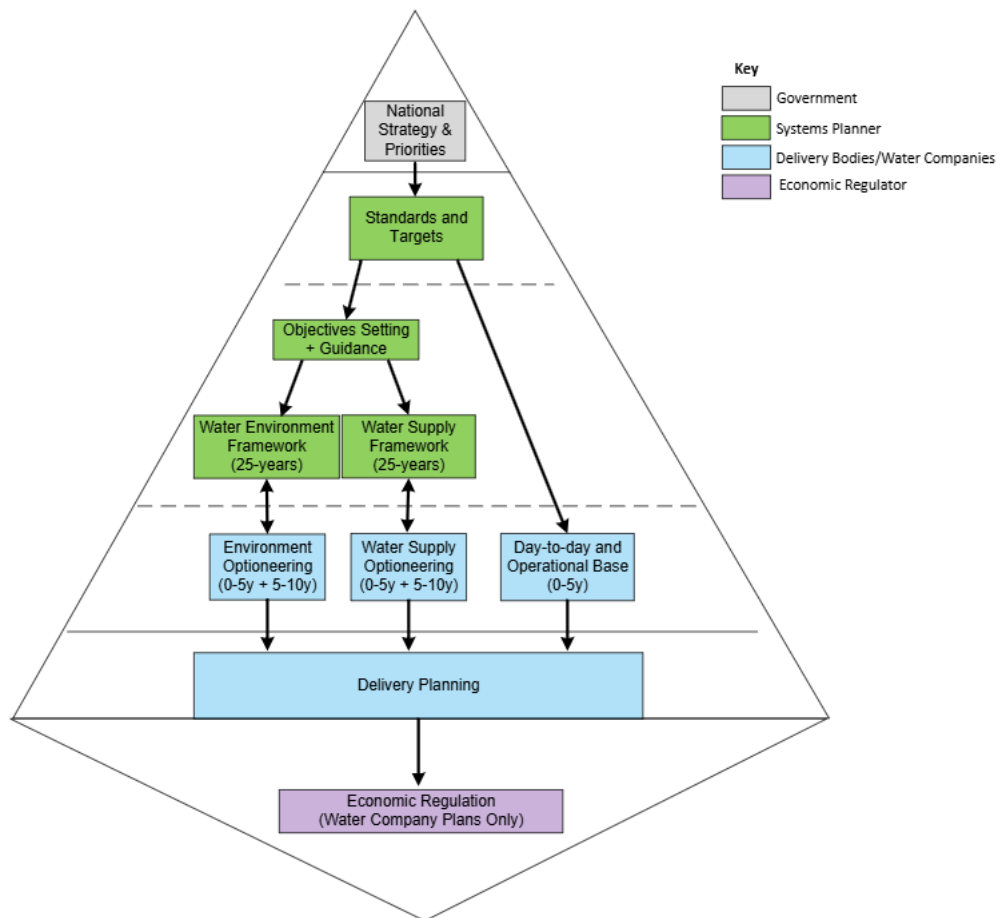 National
Strategy &
Priorities
Key
Government
Systems Planner
Delivery Bodies/Water Companies
Economic Regulator
Standards and
Targets
Objectives Setting
+ Guidance
Water Environment
Framework
(25-years)
Water Supply
Framework
(25-years)
Environment
Optioneering
(0-5y + 5-10y)
Water Supply
Optioneering
(0-5y + 5-10y)
Day-to-day and
Operational Base
(0-5y)
Delivery Planning
Economic Regulation
(Water Company Plans Only)